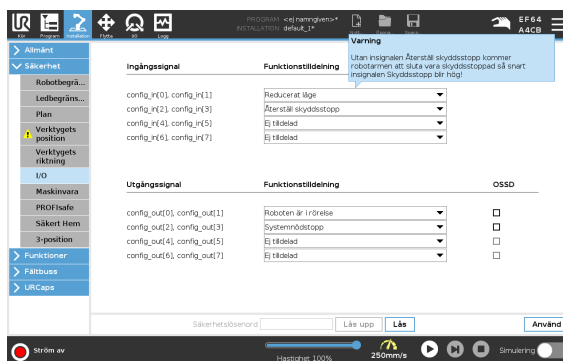 PROGRAM <ej namngiven>*
INSTALLATION default_1*
EF64
A4CB
Kör
Program
Installation
Flytta
I/O
Logg
Varning
Utan insignalen Återställ skyddsstopp kommer
robotarmen att sluta vara skyddsstoppad så snart
insignalen Skyddsstopp blir hög!
Allmänt
Säkerhet
Robotbegrä...
Ledbegräns...
Plan
Verktygets
position
Verktygets
riktning
I/O
Maskinvara
PROFIsafe
Säkert Hem
3-position
Funktioner
Fältbuss
URCaps
Ingångssignal
Funktionstilldelning
config_in[0], config_in[1]
Reducerat läge
config_in[2], config_in[3]
Återställ skyddsstopp
config_in[4], config_in[5]
Ej tilldelad
config_in[6], config_in[7]
Ej tilldelad
Utgångssignal
Funktionstilldelning
OSSD
config_out[0], config_out[1]
Roboten är i rörelse
config_out[2], config_out[3]
Systemnödstopp
config_out[4], config_out[5]
Ej tilldelad
config_out[6], config_out[7]
Ej tilldelad
Säkerhetslösenord
Lås upp
Lås
Använd
Ström av
Hastighet 100%
250mm/s
Simulering